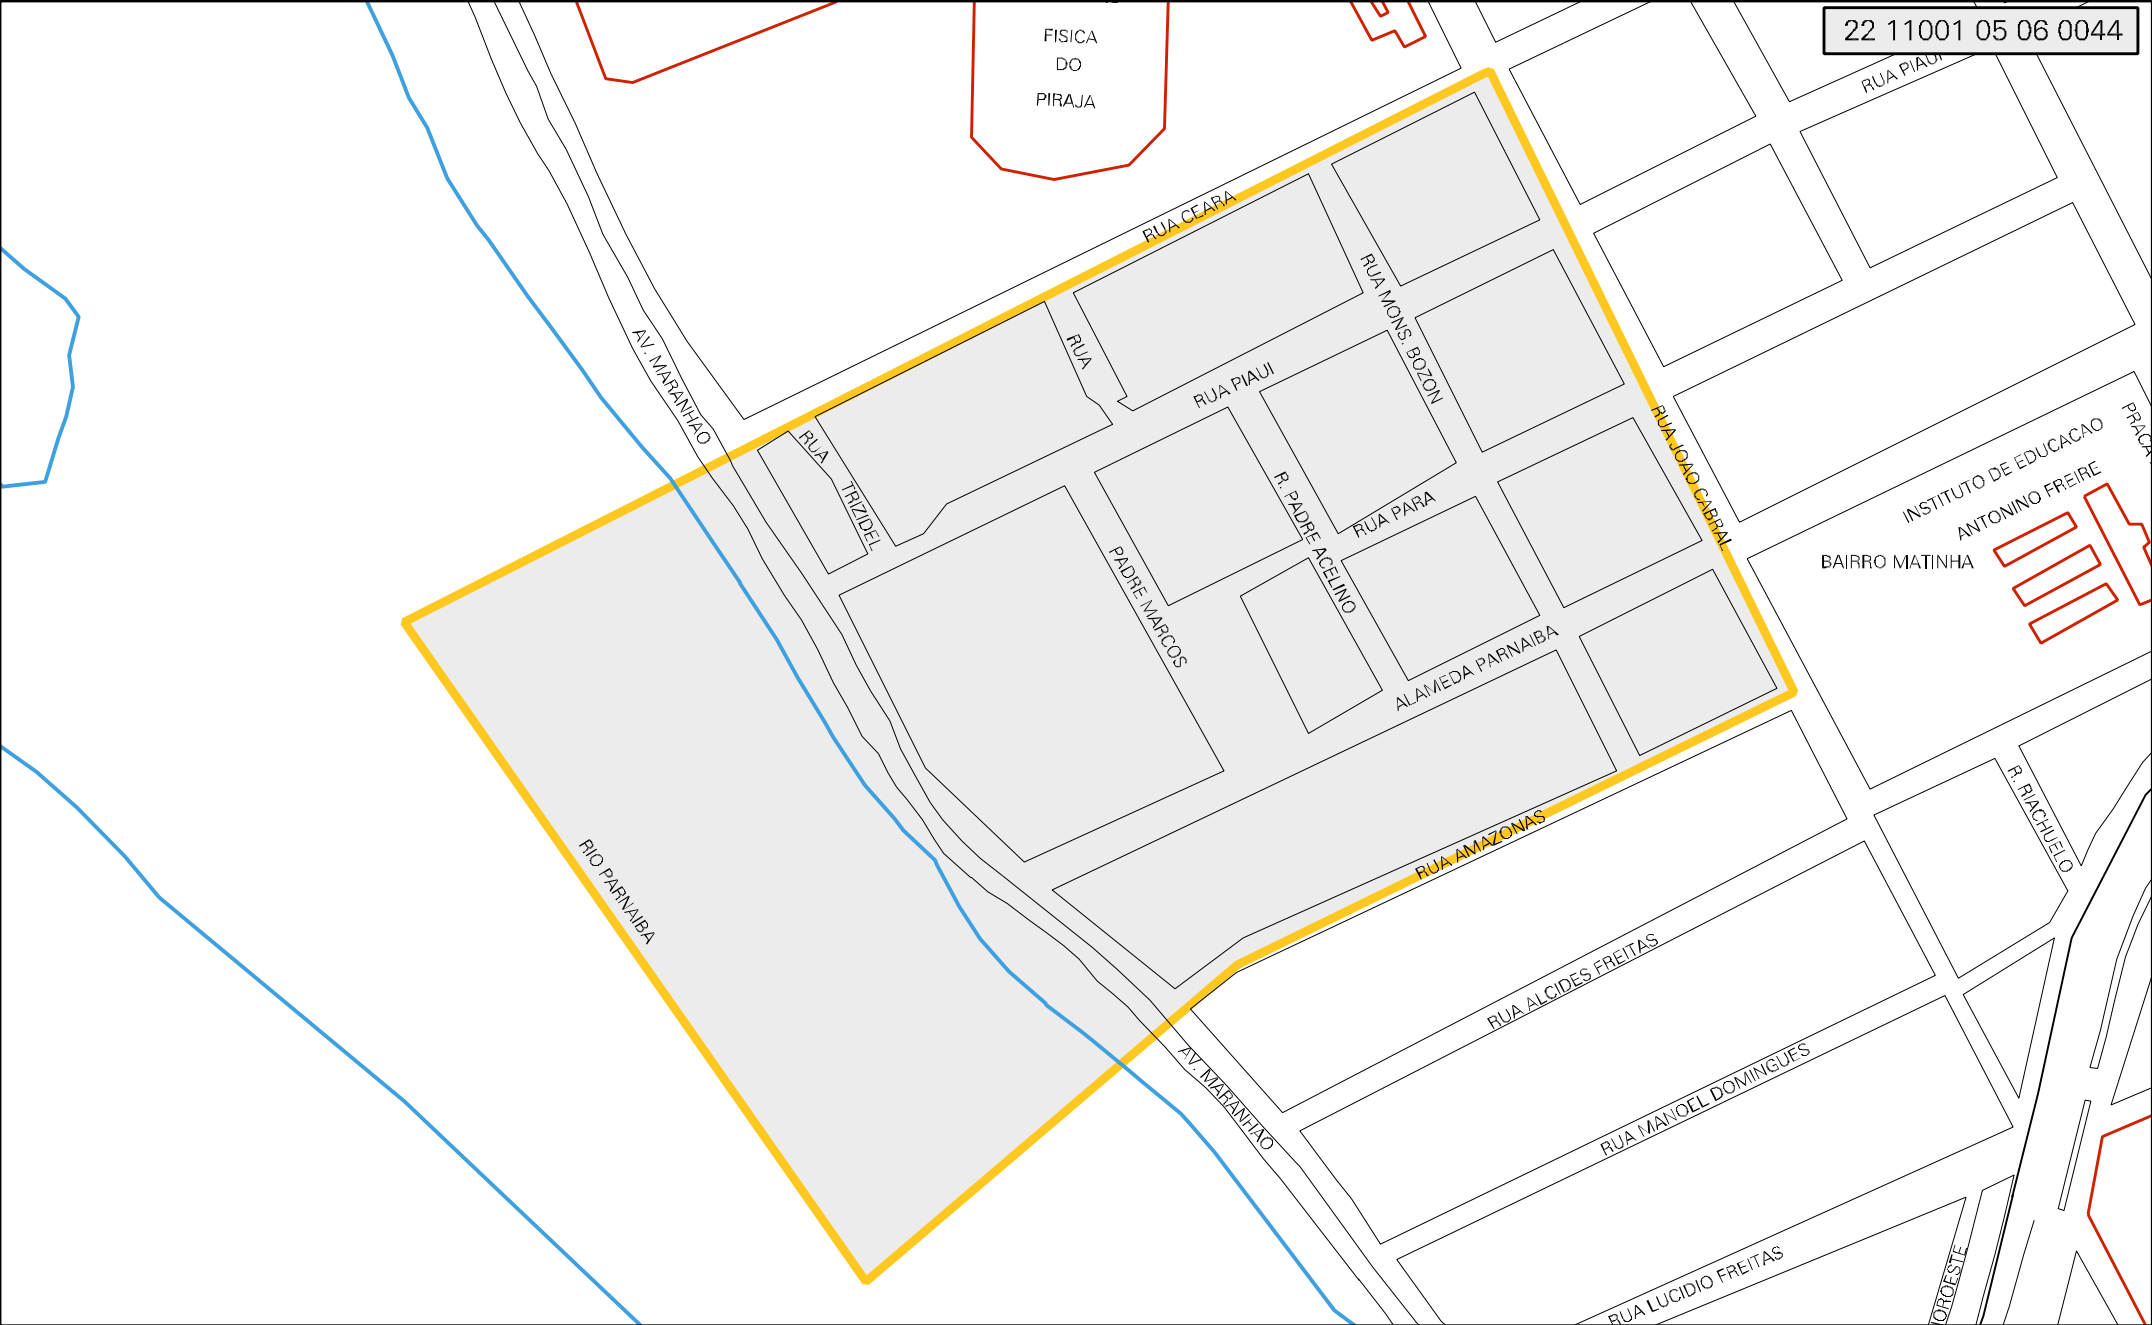 22 11001 05 06 0044
FISICA
DO
PIRAJA
RUA PIAUI
RUA CEARA
RUA MONS. BOZON
AV. MARANHAO
RUA
RUA PIAUI
RUA
TRIZIDEL
RUA JOAO CABRAL
PRACA
INSTITUTO DE EDUCACAO
ANTONINO FREIRE
BAIRRO MATINHA
R. PADRE ACELINO
RUA PARA
PADRE MARCOS
ALAMEDA PARNAIBA
RUA AMAZONAS
R. RIACHUELO
RIO PARNAIBA
RUA ALCIDES FREITAS
AV. MARANHAO
RUA MANOEL DOMINGUES
RUA LUCIDIO FREITAS
OROESTE